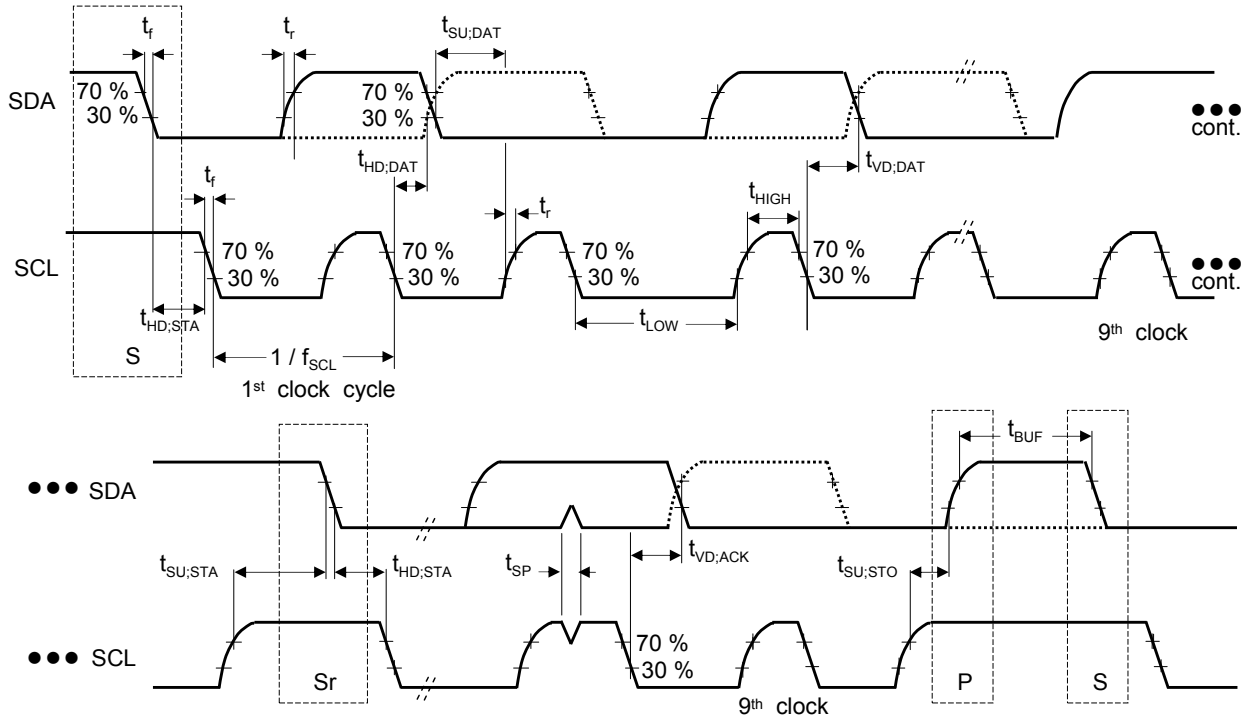 tf tr tSU;DAT
70 % 70 %
SDA 30 % 30 %
cont.
tHD;DAT tVD;DAT
tf tr tHIGH
70 % 70 % 70 % 70 %
SCL 30 % 30 % 30 % 30 %
cont.
tHD;STA tLOW
9th clock
S 1 / fSCL
1st clock cycle
tBUF
SDA
tSU;STA tHD;STA tSP tVD;ACK tSU;STO
70 %
SCL 30 %
Sr P S
9th clock